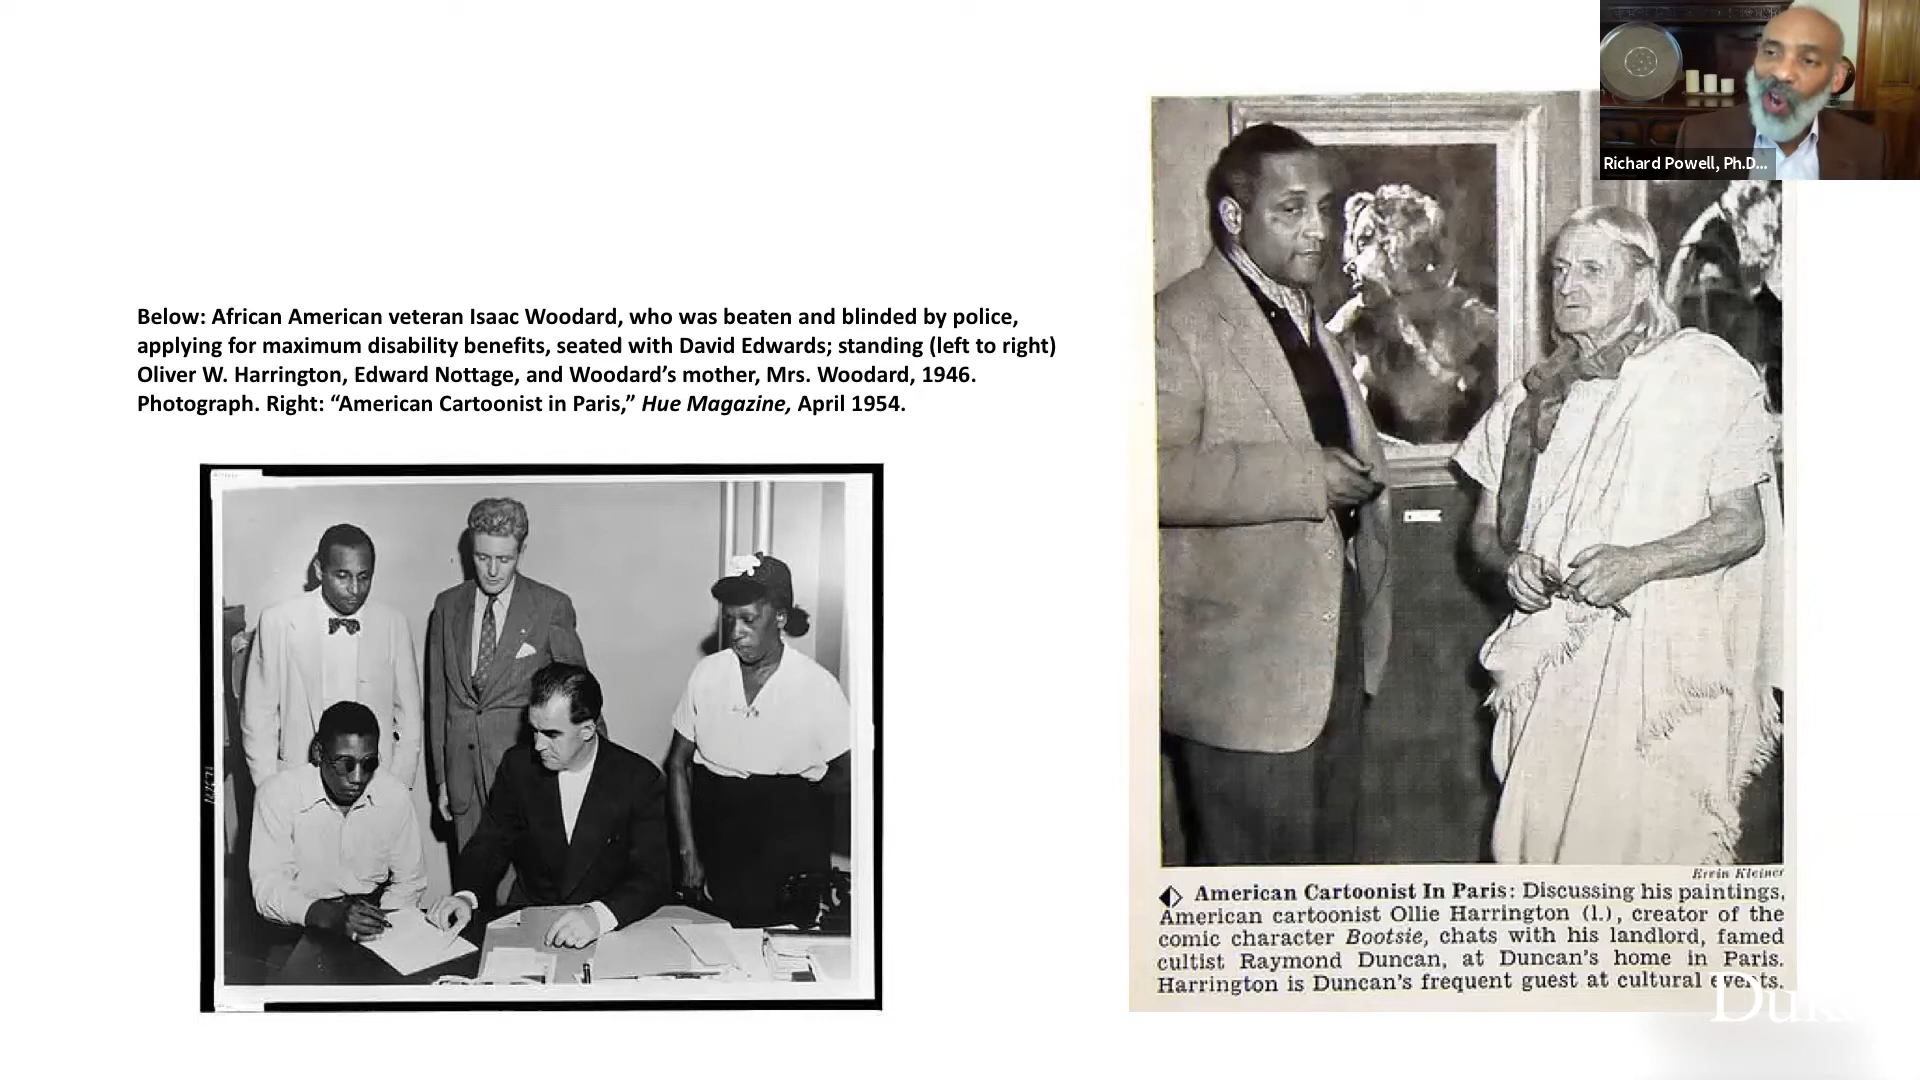 Richard Powell, Ph.D...
Below: African American veteran Isaac Woodard, who was beaten and blinded by police,
applying for maximum disability benefits, seated with David Edwards; standing (left to right)
Oliver W. Harrington, Edward Nottage, and Woodard’s mother, Mrs. Woodard, 1946.
Photograph. Right: “American Cartoonist in Paris,” Hue Magazine, April 1954.
Ervin Kleiner
American Cartoonist In Paris: Discussing his paintings,
American cartoonist Ollie Harrington (l.), creator of the
comic character Bootsie, chats with his landlord, famed
cultist Raymond Duncan, at Duncan’s home in Paris.
Harrington is Duncan’s frequent guest at cultural events.
Duke